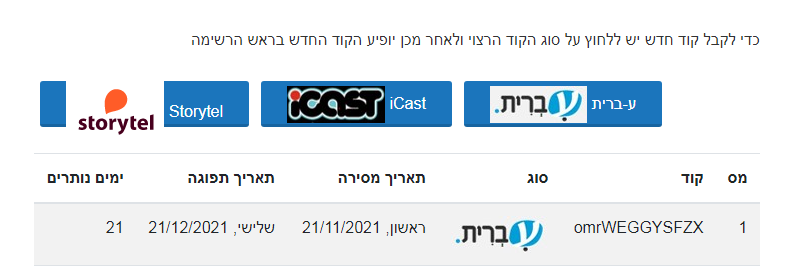 כדי לקבל קוד חדש יש ללחוץ על סוג הקוד הרצוי ולאחר מכן יופיע הקוד החדש בראש הרשימה
ע-ברית עבְרִית. iCast iCAST Storytel storytel
מס קוד סוג תאריך מסירה תאריך תפוגה ימים נותרים
1 omrWEGGYSFZX עבְרִית. ראשון, 21/11/2021 שלישי, 21/12/2021 21